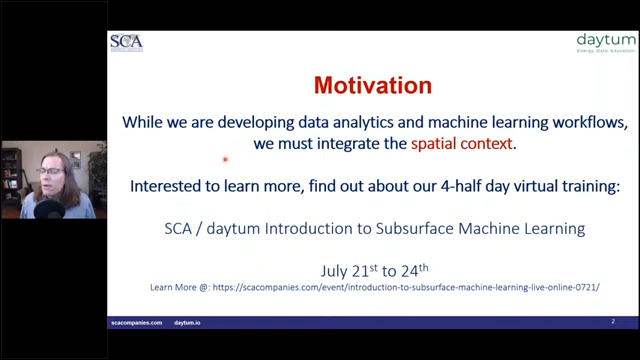 SCA
daytum
Energy. Data. Education.
Motivation
While we are developing data analytics and machine learning workflows,
we must integrate the spatial context.
Interested to learn more, find out about our 4-half day virtual training:
SCA / daytum Introduction to Subsurface Machine Learning
July 21st to 24th
Learn More @: https://scacompanies.com/event/introduction-to-subsurface-machine-learning-live-online-0721/
scacompanies.com daytum.io
2